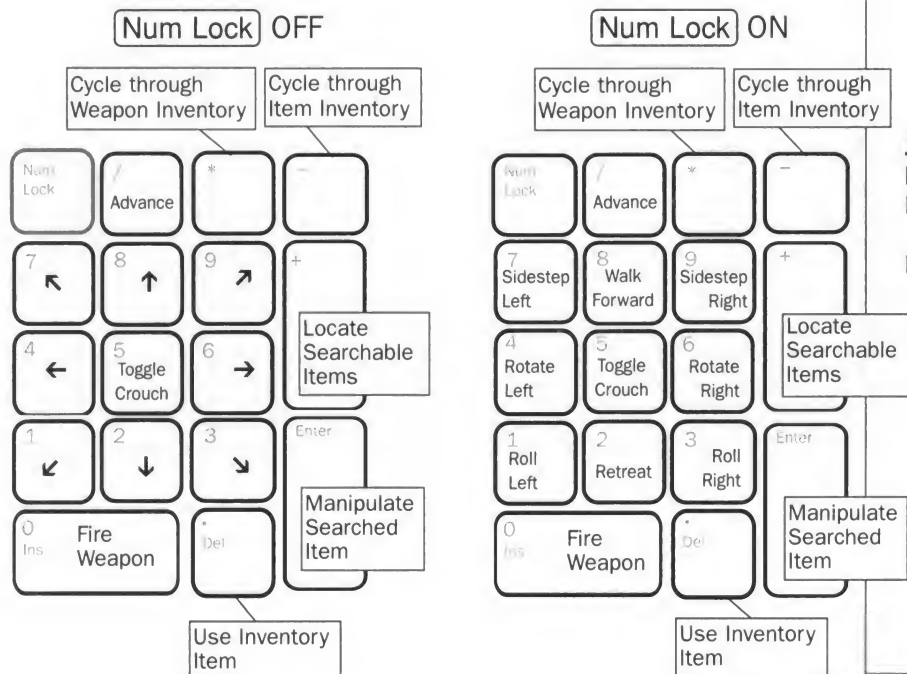 Num Lock OFF
Cycle through
Weapon Inventory
Cycle through
Item Inventory
Num
Lock
/
Advance
*
-
7
↖
8
↑
9
↗
+
Locate
Searchable
Items
4
←
5
Toggle
Crouch
6
→
1
↙
2
↓
3
↘
Enter
Manipulate
Searched
Item
0
Ins
Fire
Weapon
.
Del
Use Inventory
Item
Num Lock ON
Cycle through
Weapon Inventory
Cycle through
Item Inventory
Num
Lock
/
Advance
*
-
7
Sidestep
Left
8
Walk
Forward
9
Sidestep
Right
+
Locate
Searchable
Items
4
Rotate
Left
5
Toggle
Crouch
6
Rotate
Right
1
Roll
Left
2
Retreat
3
Roll
Right
Enter
Manipulate
Searched
Item
0
Ins
Fire
Weapon
.
Del
Use Inventory
Item